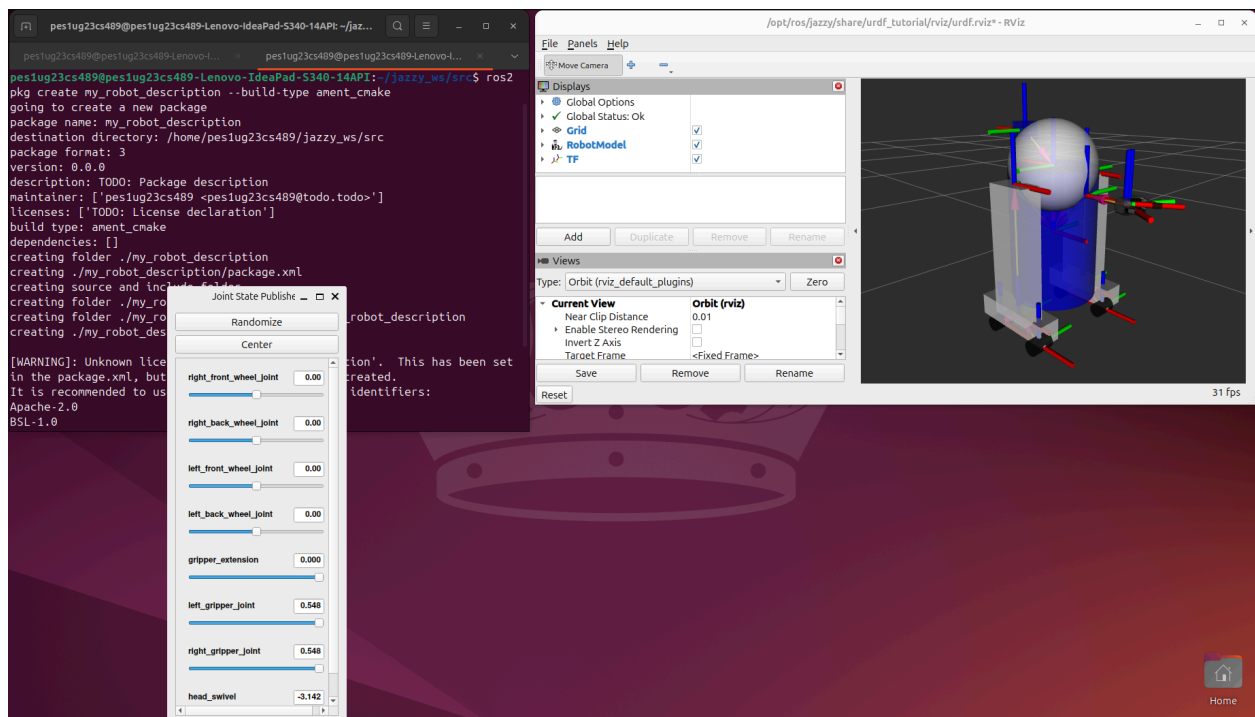 pes1ug23cs489@pes1ug23cs489-Lenovo-IdeaPad-S340-14API: ~/jaz...
pes1ug23cs489@pes1ug23cs489-Lenovo-I...
pes1ug23cs489@pes1ug23cs489-Lenovo-I...
pes1ug23cs489@pes1ug23cs489-Lenovo-IdeaPad-S340-14API:~/jazzy_ws/src$ ros2
pkg create my_robot_description --build-type ament_cmake
going to create a new package
package name: my_robot_description
destination directory: /home/pes1ug23cs489/jazzy_ws/src
package format: 3
version: 0.0.0
description: TODO: Package description
maintainer: ['pes1ug23cs489 <pes1ug23cs489@todo.todo>']
licenses: ['TODO: License declaration']
build type: ament_cmake
dependencies: []
creating folder ./my_robot_description
creating ./my_robot_description/package.xml
creating source and include folder
creating folder ./my_ro
creating folder ./my_ro _robot_description
creating ./my_robot_des
[WARNING]: Unknown lice tion'.  This has been set
in the package.xml, but created.
It is recommended to us identifiers:
Apache-2.0
BSL-1.0
Joint State Publishe
Randomize
Center
right_front_wheel_joint 0.00
right_back_wheel_joint 0.00
left_front_wheel_joint 0.00
left_back_wheel_joint 0.00
gripper_extension 0.000
left_gripper_joint 0.548
right_gripper_joint 0.548
head_swivel -3.142
/opt/ros/jazzy/share/urdf_tutorial/rviz/urdf.rviz* - RViz
File Panels Help
Move Camera
Displays
Global Options
Global Status: Ok
Grid
RobotModel
TF
Add Duplicate Remove Rename
Views
Type: Orbit (rviz_default_plugins) Zero
Current View Orbit (rviz)
Near Clip Distance 0.01
Enable Stereo Rendering
Invert Z Axis
Target Frame <Fixed Frame>
Save Remove Rename
Reset 31 fps
Home